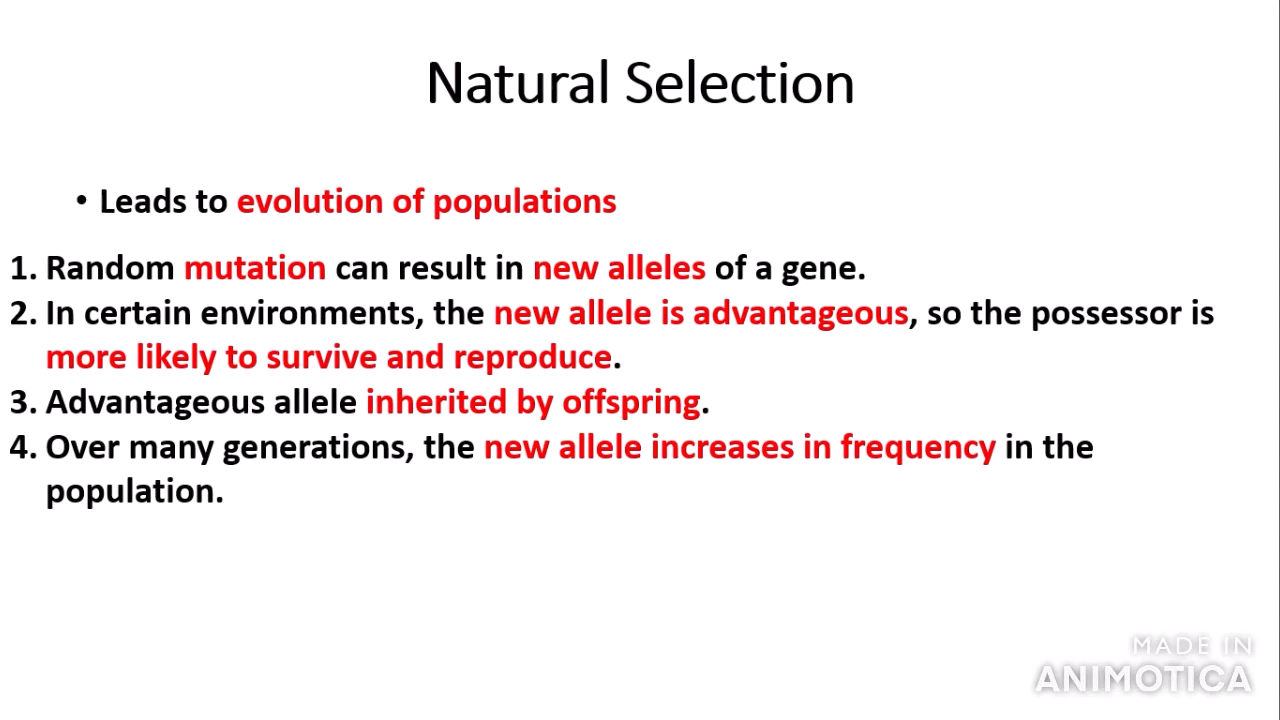 Natural Selection
• Leads to evolution of populations
1. Random mutation can result in new alleles of a gene.
2. In certain environments, the new allele is advantageous, so the possessor is
more likely to survive and reproduce.
3. Advantageous allele inherited by offspring.
4. Over many generations, the new allele increases in frequency in the
population.
MADE IN
ANIMOTICA